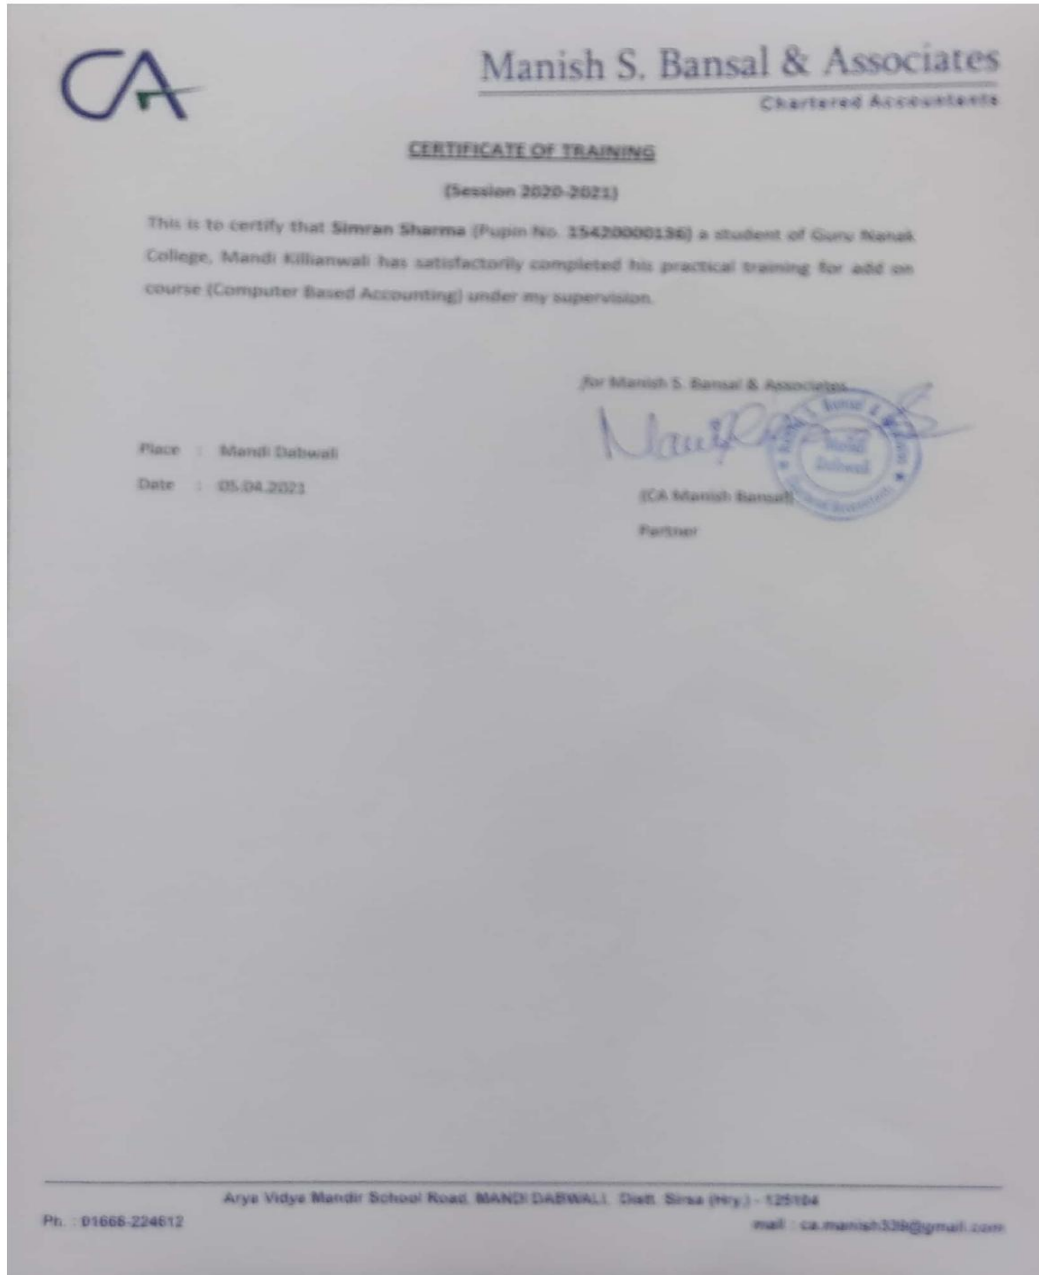 CA
Manish S. Bansal & Associates
Chartered Accountants
CERTIFICATE OF TRAINING
(Session 2020-2021)
This is to certify that Simran Sharma (Pupin No. 15420000136) a student of Guru Nanak
College, Mandi Killianwali has satisfactorily completed his practical training for add on
course (Computer Based Accounting) under my supervision.
for Manish S. Bansal & Associates
Place : Mandi Dabwali
Date : 05.04.2021
(CA Manish Bansal)
Partner
Arya Vidya Mandir School Road, MANDI DABWALI, Distt. Sirsa (Hry.) - 125104
Ph. : 01666-224612
mail : ca.manish339@gmail.com